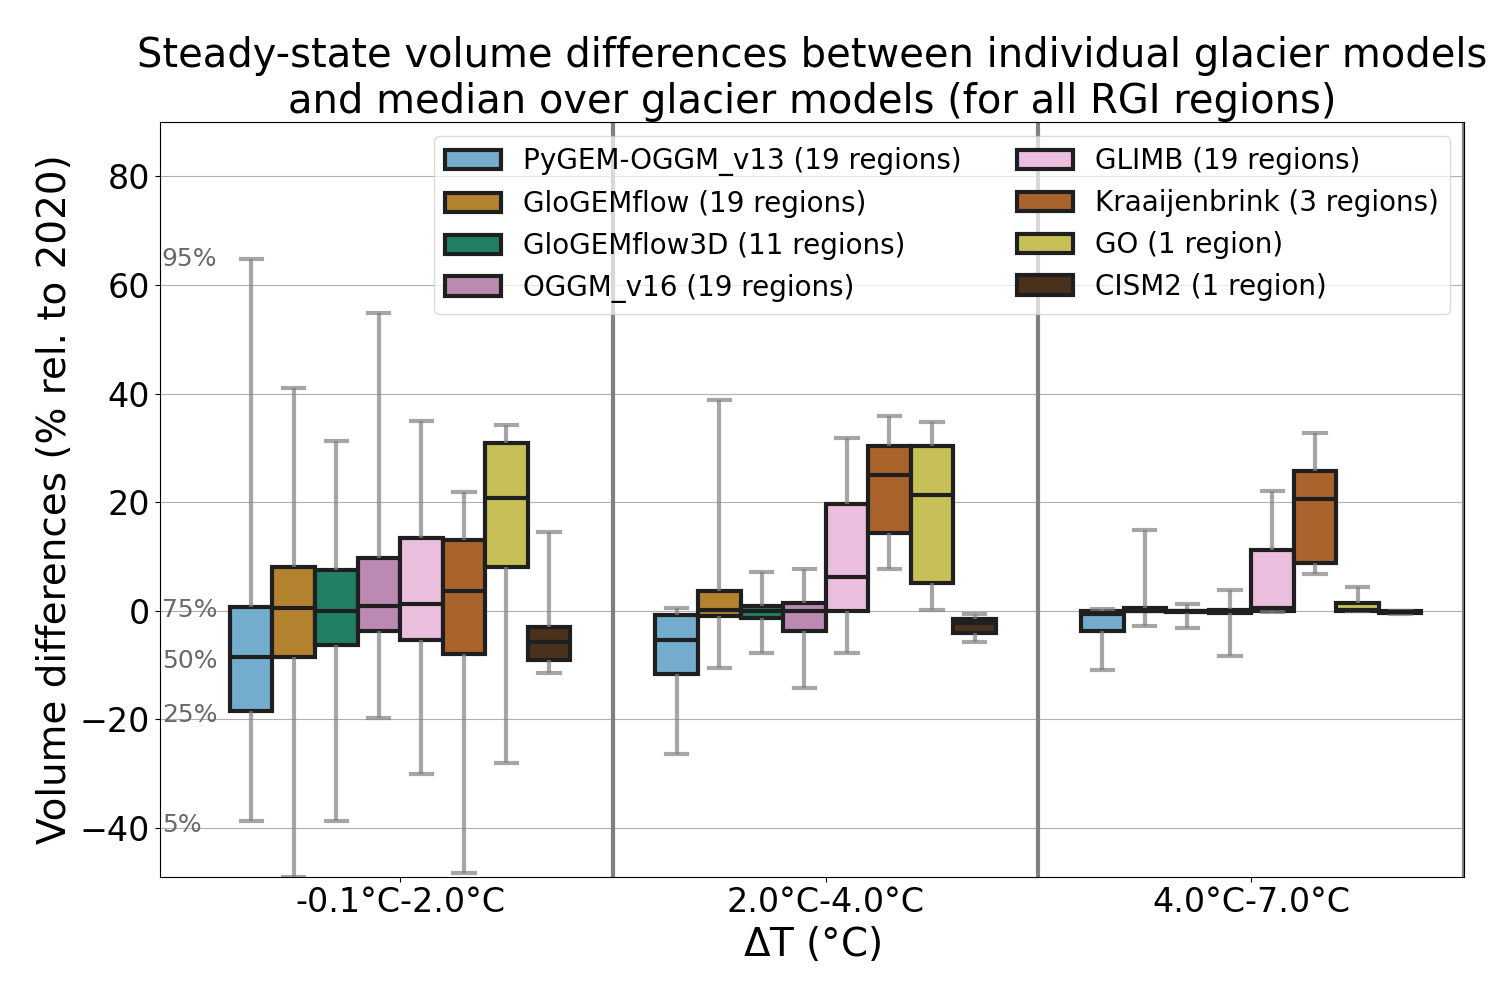 Steady-state volume differences between individual glacier models
and median over glacier models (for all RGI regions)
Volume differences (% rel. to 2020)
80
60
40
20
0
−20
−40
95%
75%
50%
25%
5%
PyGEM-OGGM_v13 (19 regions)
GloGEMflow (19 regions)
GloGEMflow3D (11 regions)
OGGM_v16 (19 regions)
GLIMB (19 regions)
Kraaijenbrink (3 regions)
GO (1 region)
CISM2 (1 region)
-0.1°C-2.0°C
2.0°C-4.0°C
4.0°C-7.0°C
ΔT (°C)